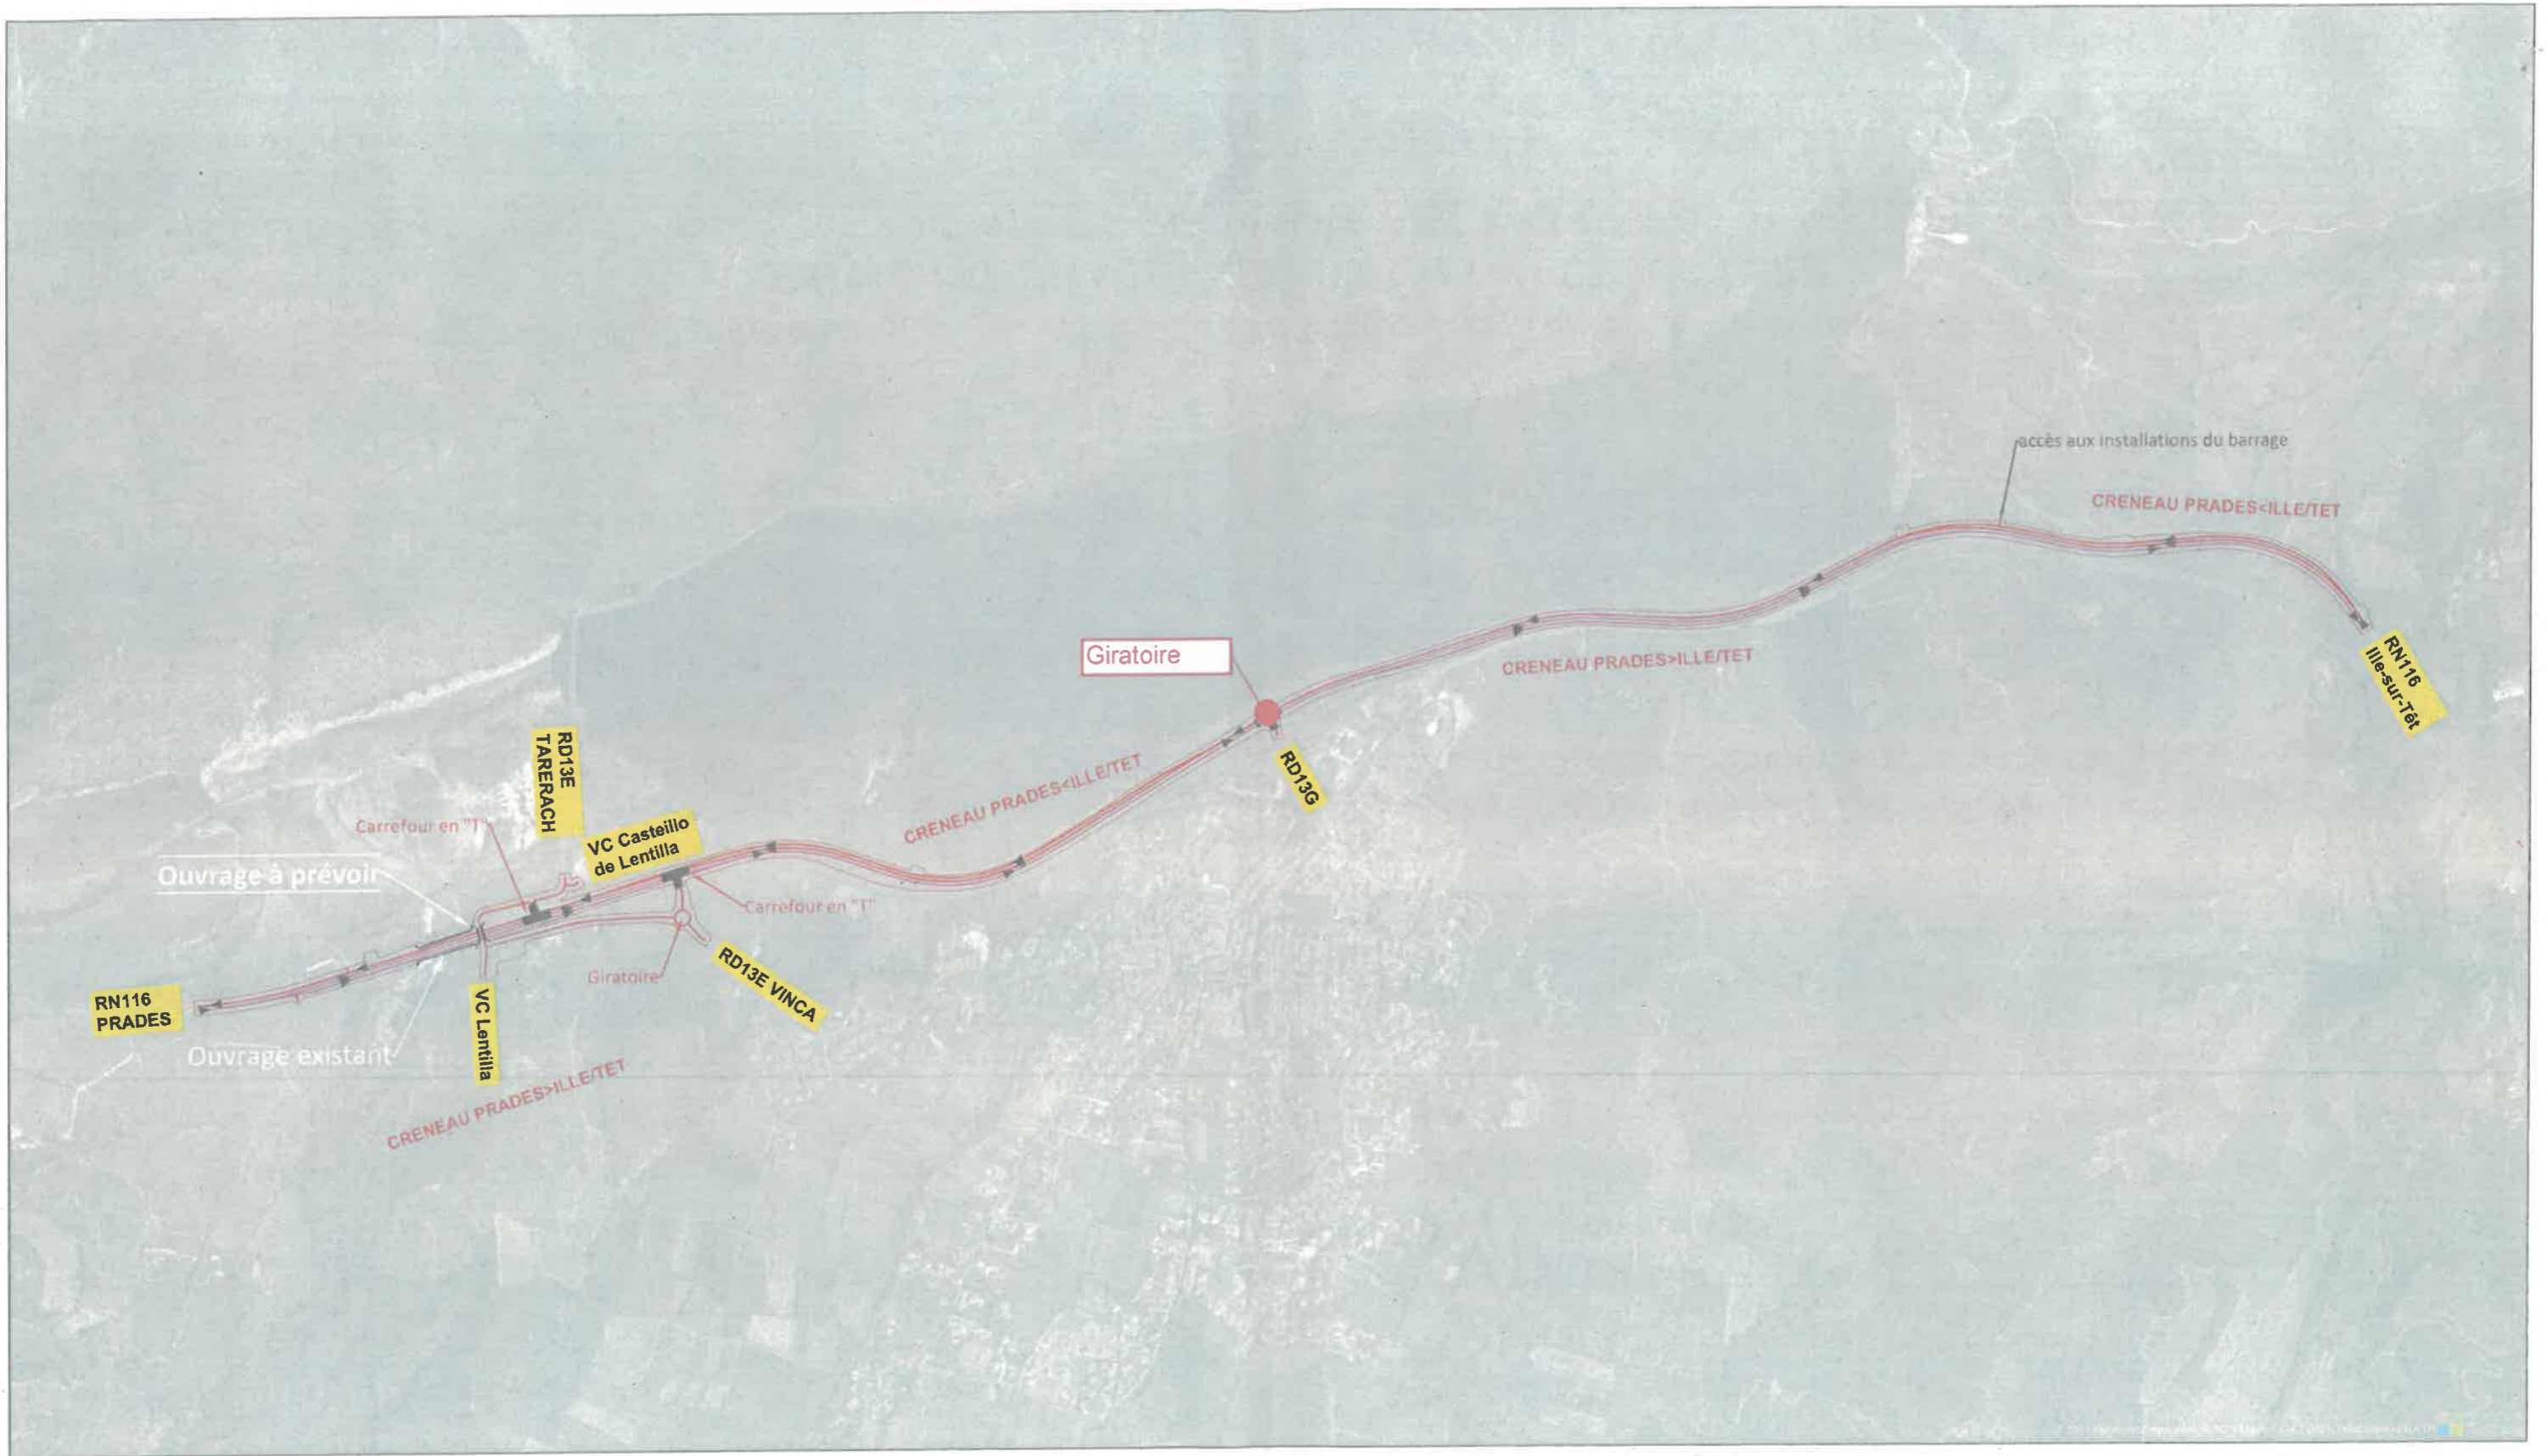 accès aux installations du barrage
CRENEAU PRADES<ILLE/TET
Giratoire
CRENEAU PRADES>ILLE/TET
RN116
Ille-sur-Têt
RD13E
TARERACH
CRENEAU PRADES<ILLE/TET
RD13G
Carrefour en "T"
VC Casteillo
de Lentilla
Ouvrage à prévoir
Carrefour en "T"
Giratoire
RD13E VINCA
RN116
PRADES
VC Lentilla
Ouvrage existant
CRENEAU PRADES>ILLE/TET